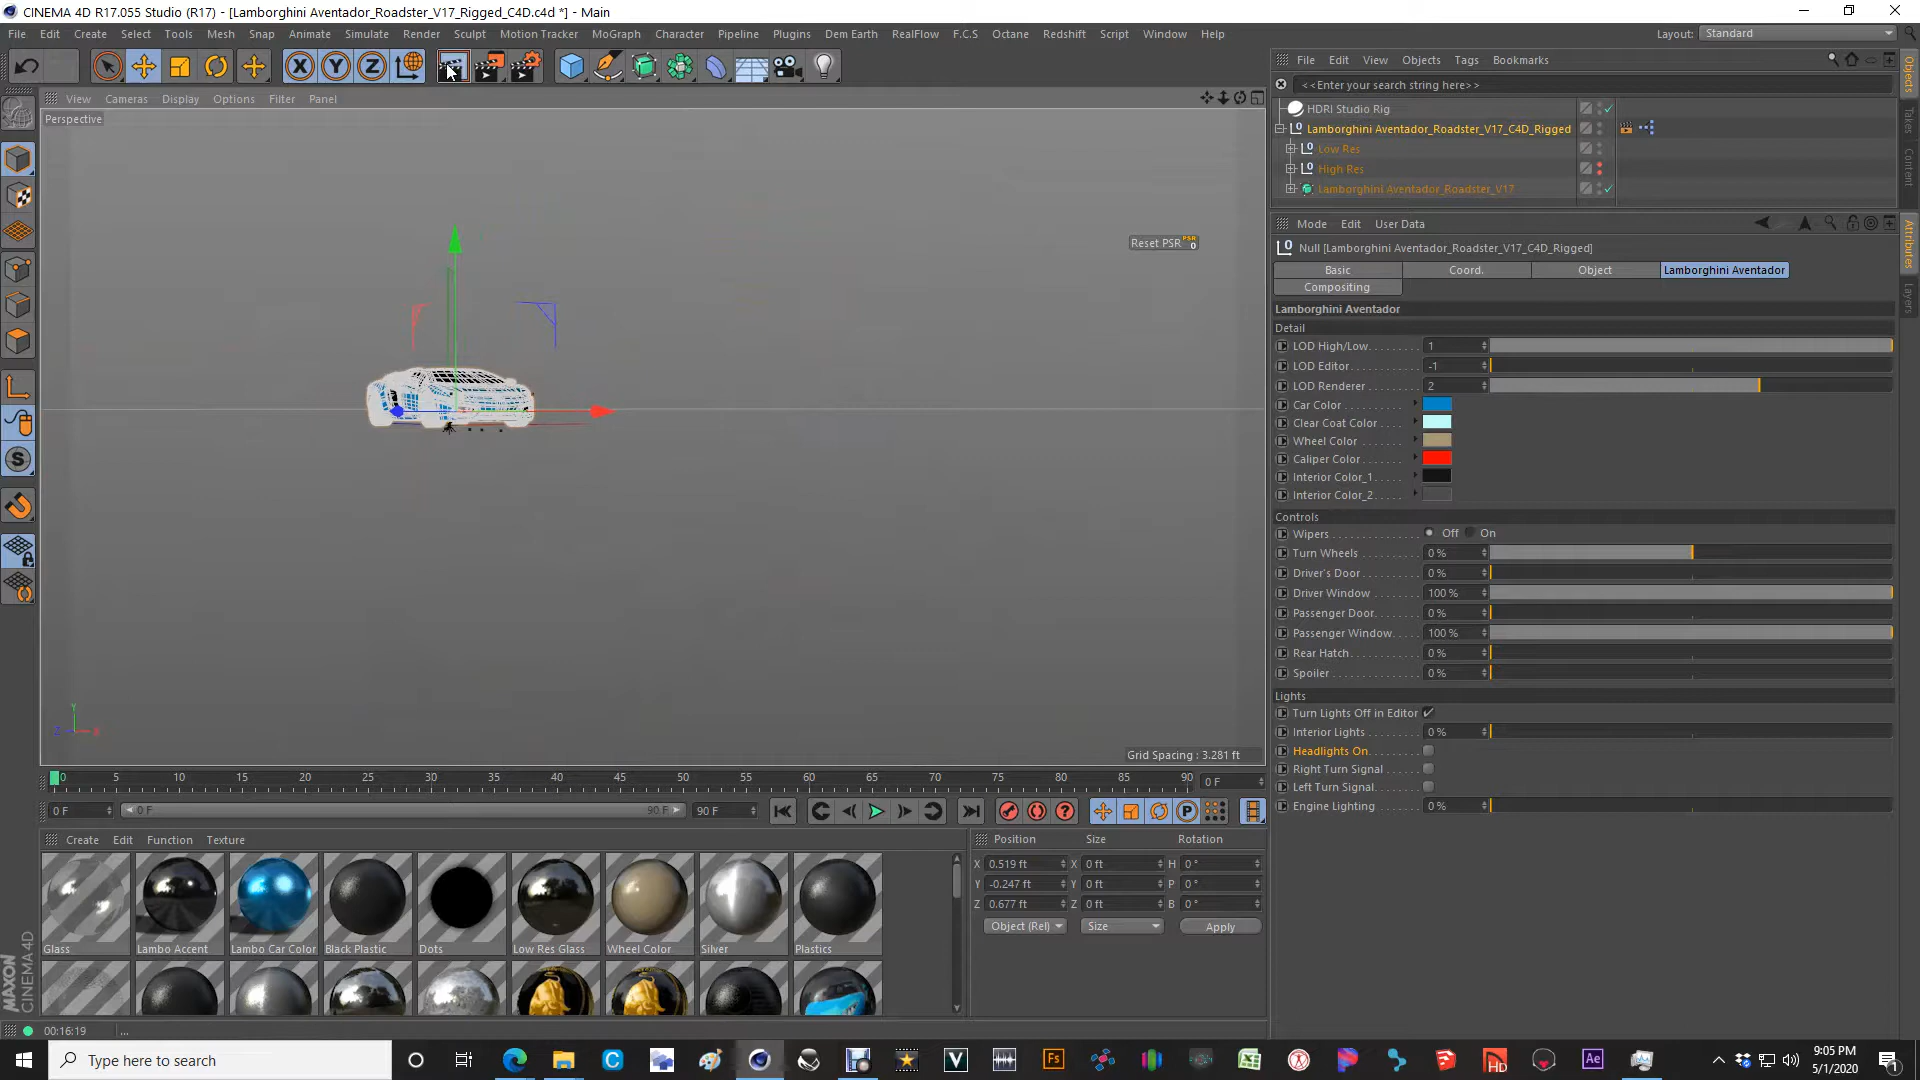 CINEMA 4D R17.055 Studio (R17) - [Lamborghini Aventador_Roadster_V17_Rigged_C4D.c4d *] - Main
File Edit Create Select Tools Mesh Snap Animate Simulate Render Sculpt Motion Tracker MoGraph Character Pipeline Plugins Dem Earth RealFlow F.C.S Octane Redshift Script Window Help Layout: Standard
X Y Z
File Edit View Objects Tags Bookmarks
<<Enter your search string here>>
HDRI Studio Rig
Lamborghini Aventador_Roadster_V17_C4D_Rigged
Low Res
High Res
Lamborghini Aventador_Roadster_V17
Objects
Takes
Content
View Cameras Display Options Filter Panel
Perspective
Reset PSR PSR 0
Y
Z X
Grid Spacing : 3.281 ft
Mode Edit User Data
Null [Lamborghini Aventador_Roadster_V17_C4D_Rigged]
Basic Coord. Object Lamborghini Aventador
Compositing
Attributes
Layers
Lamborghini Aventador
Detail
LOD High/Low 1
LOD Editor -1
LOD Renderer 2
Car Color
Clear Coat Color
Wheel Color
Caliper Color
Interior Color_1
Interior Color_2
Controls
Wipers Off On
Turn Wheels 0 %
Driver's Door 0 %
Driver Window 100 %
Passenger Door 0 %
Passenger Window 100 %
Rear Hatch 0 %
Spoiler 0 %
Lights
Turn Lights Off in Editor
Interior Lights 0 %
Headlights On
Right Turn Signal
Left Turn Signal
Engine Lighting 0 %
0 5 10 15 20 25 30 35 40 45 50 55 60 65 70 75 80 85 90 0 F
0 F 0 F 90 F 90 F
Create Edit Function Texture
Glass Lambo Accent Lambo Car Color Black Plastic Dots Low Res Glass Wheel Color Silver Plastics
Position Size Rotation
X 0.519 ft X 0 ft H 0 °
Y -0.247 ft Y 0 ft P 0 °
Z 0.677 ft Z 0 ft B 0 °
Object (Rel) Size Apply
MAXON
CINEMA 4D
00:16:19 ...
Type here to search
9:05 PM
5/1/2020